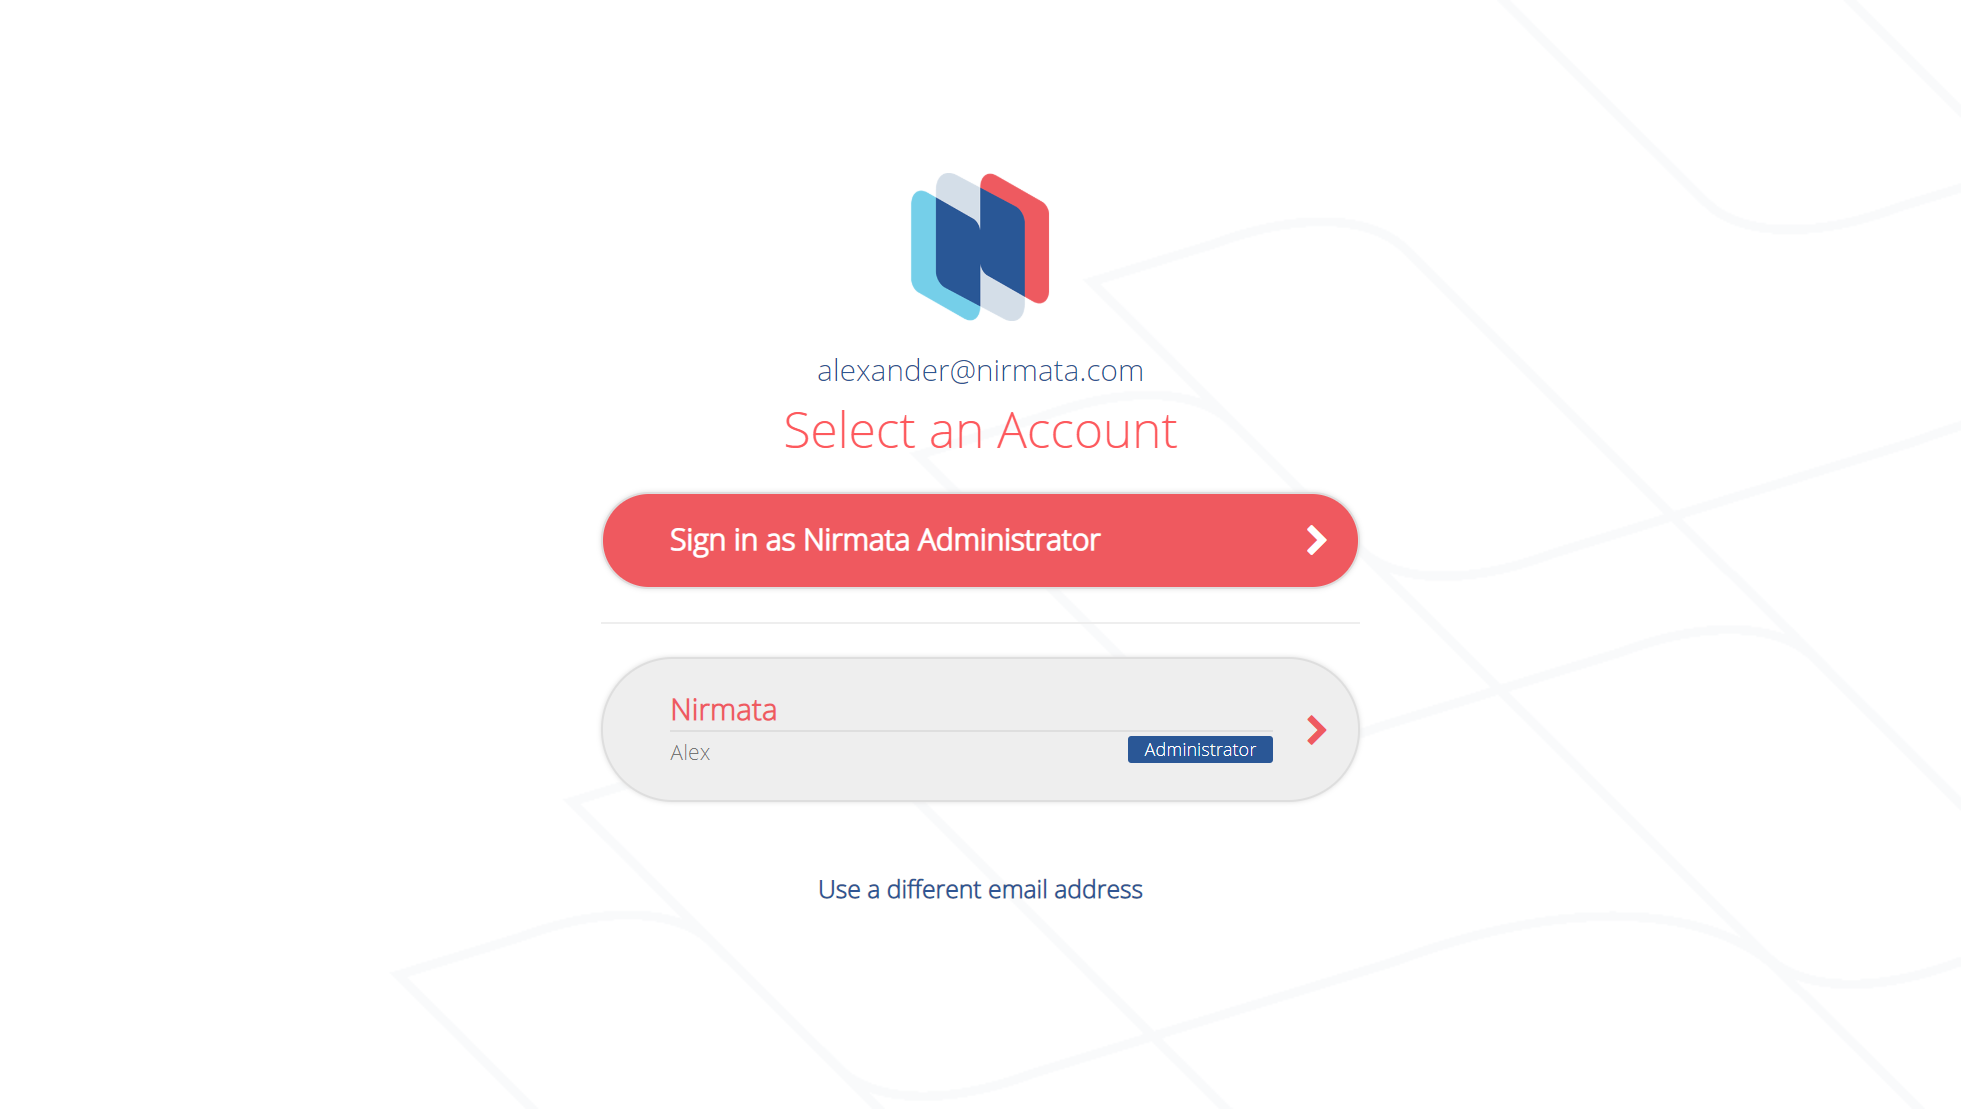 alexander@nirmata.com
Select an Account
Sign in as Nirmata Administrator
Nirmata
Alex
Administrator
Use a different email address